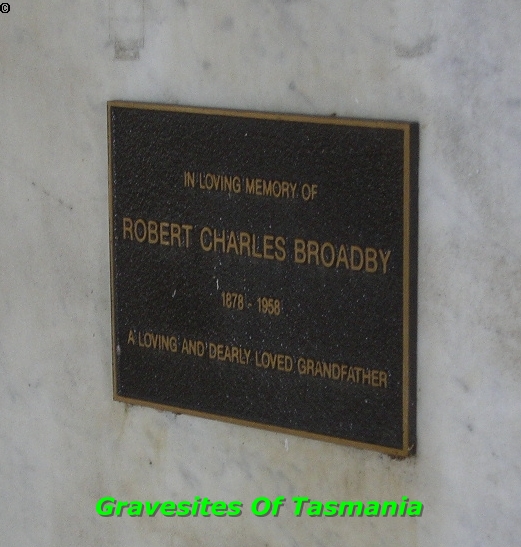 ©
IN LOVING MEMORY OF
ROBERT CHARLES BROADBY
1878 - 1958
A LOVING AND DEARLY LOVED GRANDFATHER
Gravesites Of Tasmania